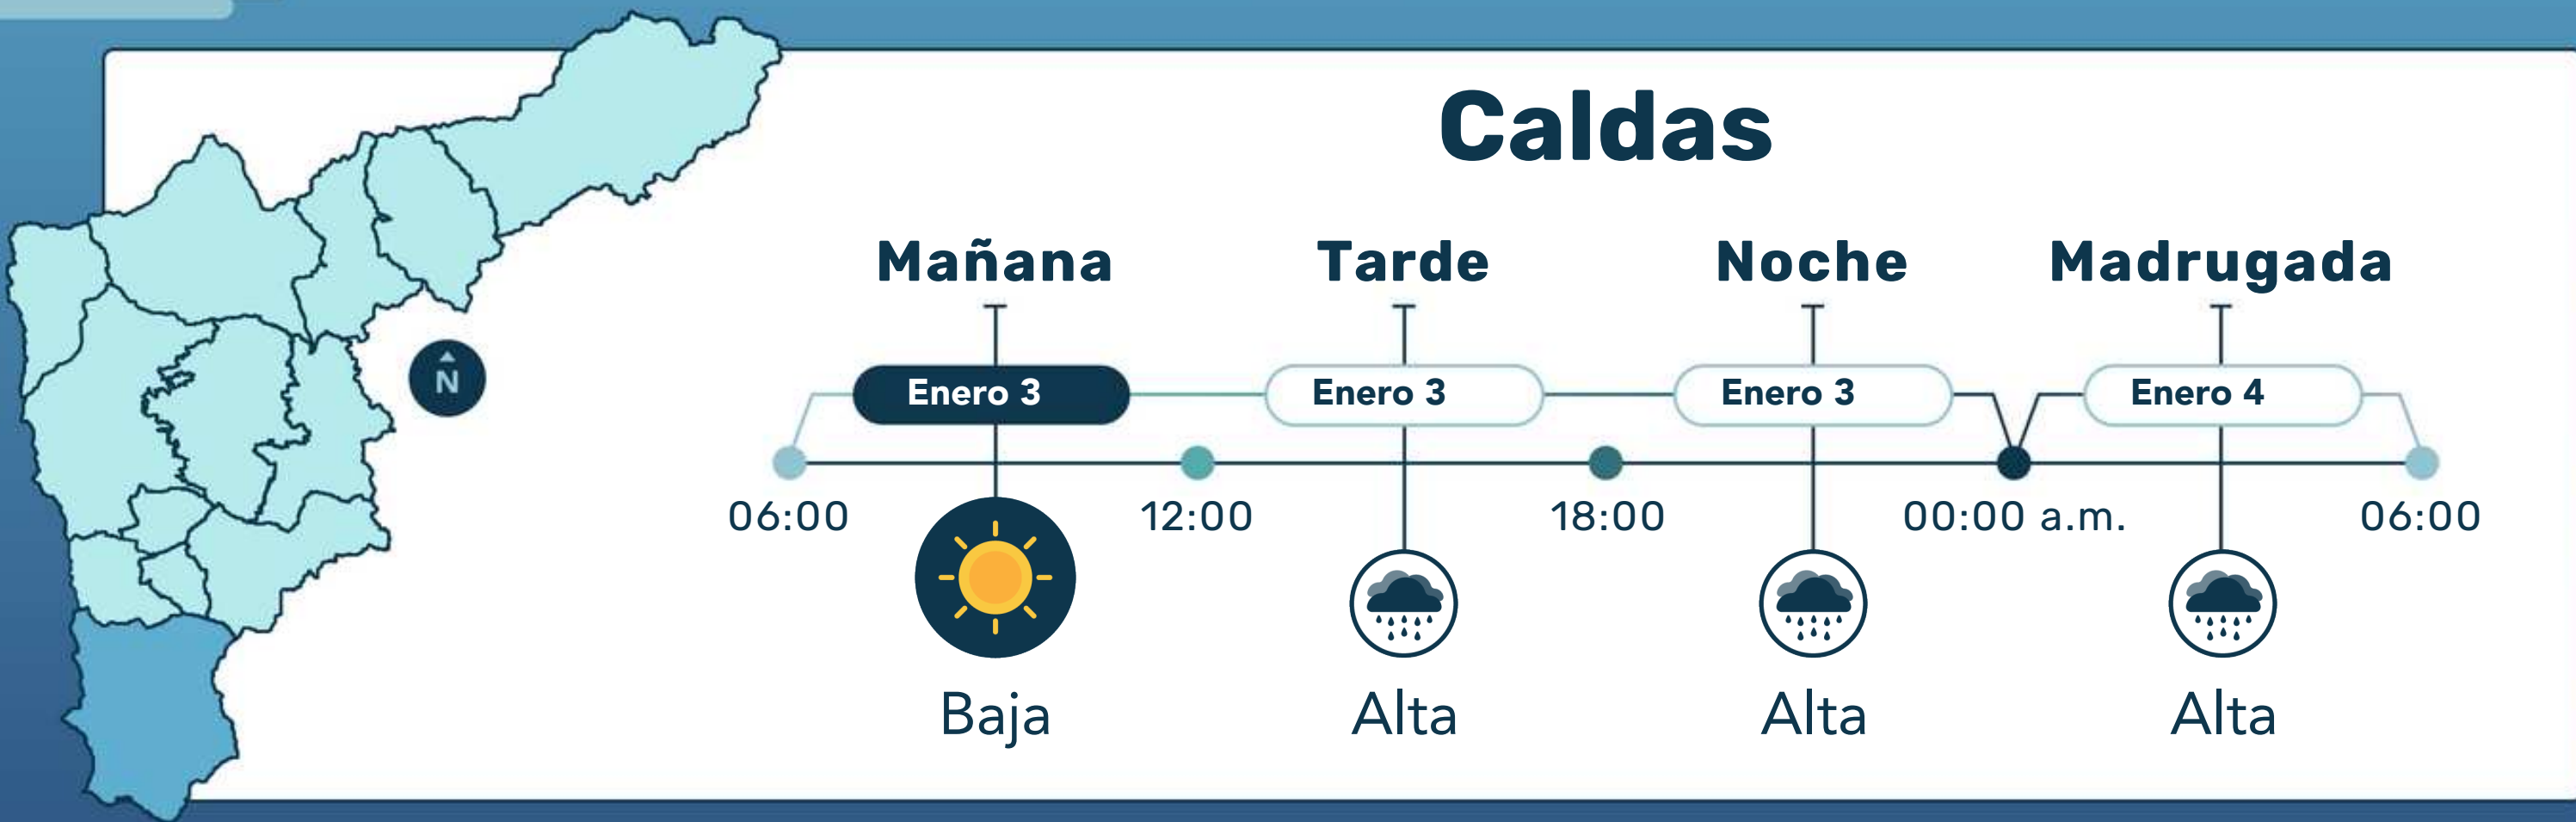 Caldas
Mañana Tarde Noche Madrugada
Enero 3 Enero 3 Enero 3 Enero 4
N
06:00 12:00 18:00 00:00 a.m. 06:00
Baja Alta Alta Alta